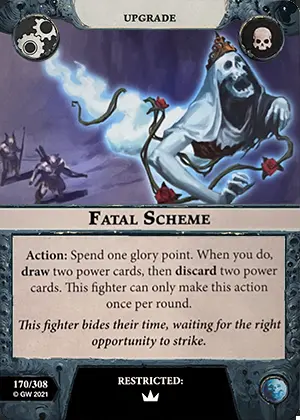 UPGRADE
FATAL SCHEME
Action: Spend one glory point. When you do,
draw two power cards, then discard two power
cards. This fighter can only make this action
once per round.
This fighter bides their time, waiting for the right
opportunity to strike.
170/308
© GW 2021
RESTRICTED: